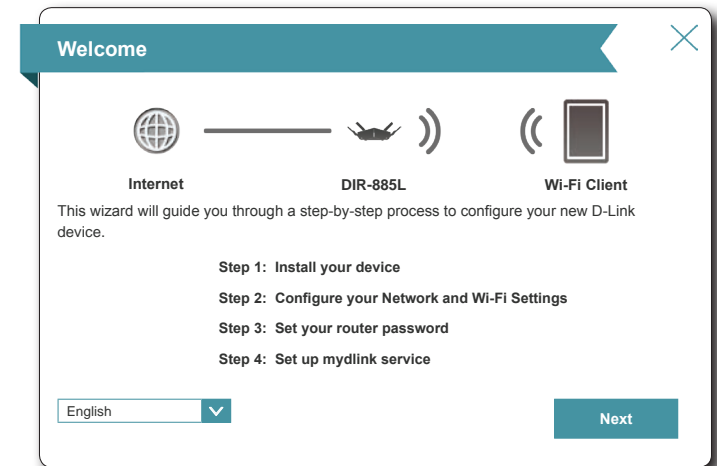 Welcome
Internet
DIR-885L
Wi-Fi Client
This wizard will guide you through a step-by-step process to configure your new D-Link
device.
Step 1: Install your device
Step 2: Configure your Network and Wi-Fi Settings
Step 3: Set your router password
Step 4: Set up mydlink service
English
Next